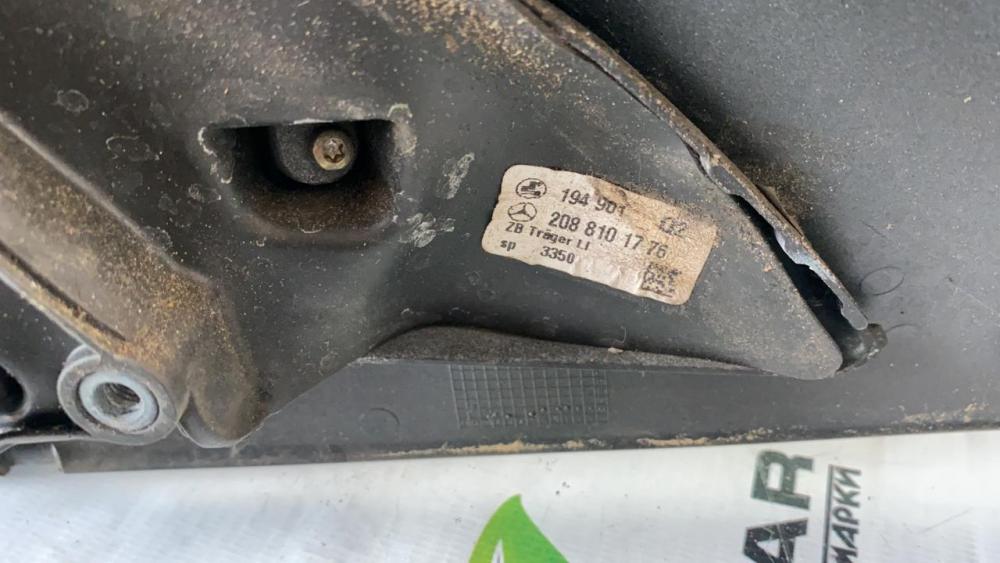 194 901
208 810 17 76
ZB Träger LI
sp 3350
AR
МАРКИ